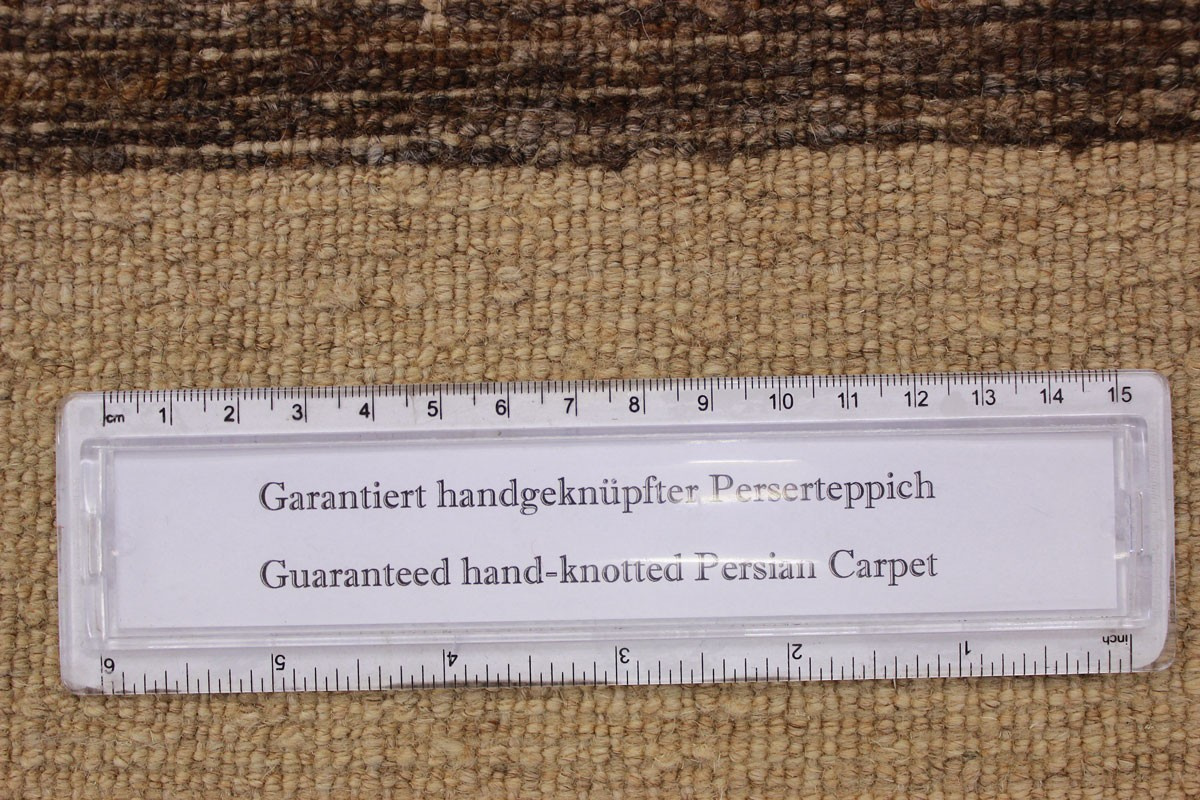 cm 1 2 3 4 5 6 7 8 9 10 11 12 13 14 15
Garantiert handgeknüpfter Perserteppich
Guaranteed hand-knotted Persian Carpet
6 5 4 3 2 1 inch